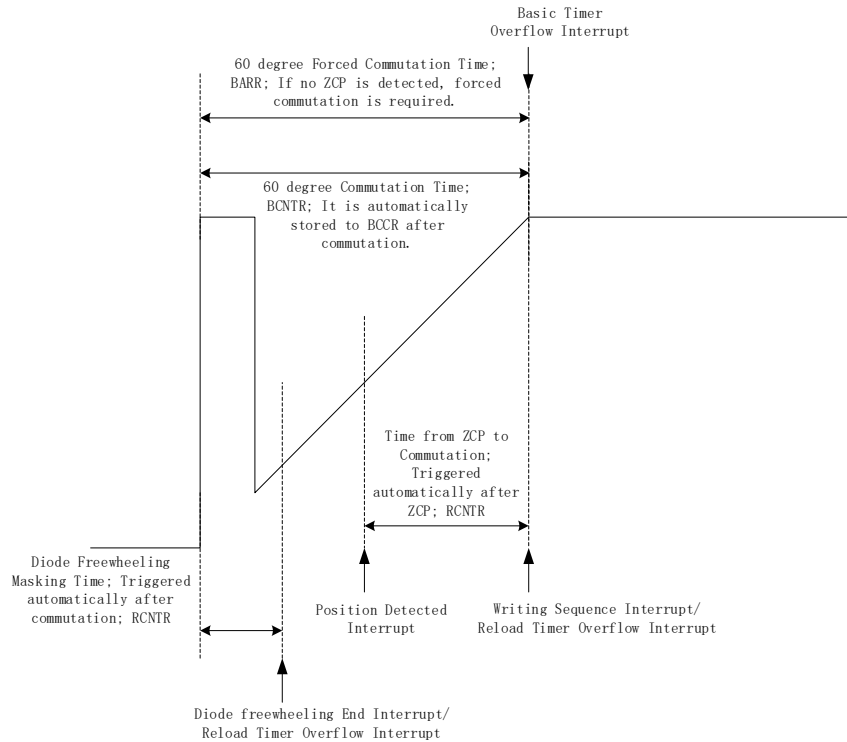 Basic Timer
Overflow Interrupt
60 degree Forced Commutation Time;
BARR; If no ZCP is detected, forced
commutation is required.
60 degree Commutation Time;
BCNTR; It is automatically
stored to BCCR after
commutation.
Time from ZCP to
Commutation;
Triggered
automatically after
ZCP; RCNTR
Diode Freewheeling
Masking Time; Triggered
automatically after
commutation; RCNTR
Position Detected
Interrupt
Writing Sequence Interrupt/
Reload Timer Overflow Interrupt
Diode freewheeling End Interrupt/
Reload Timer Overflow Interrupt